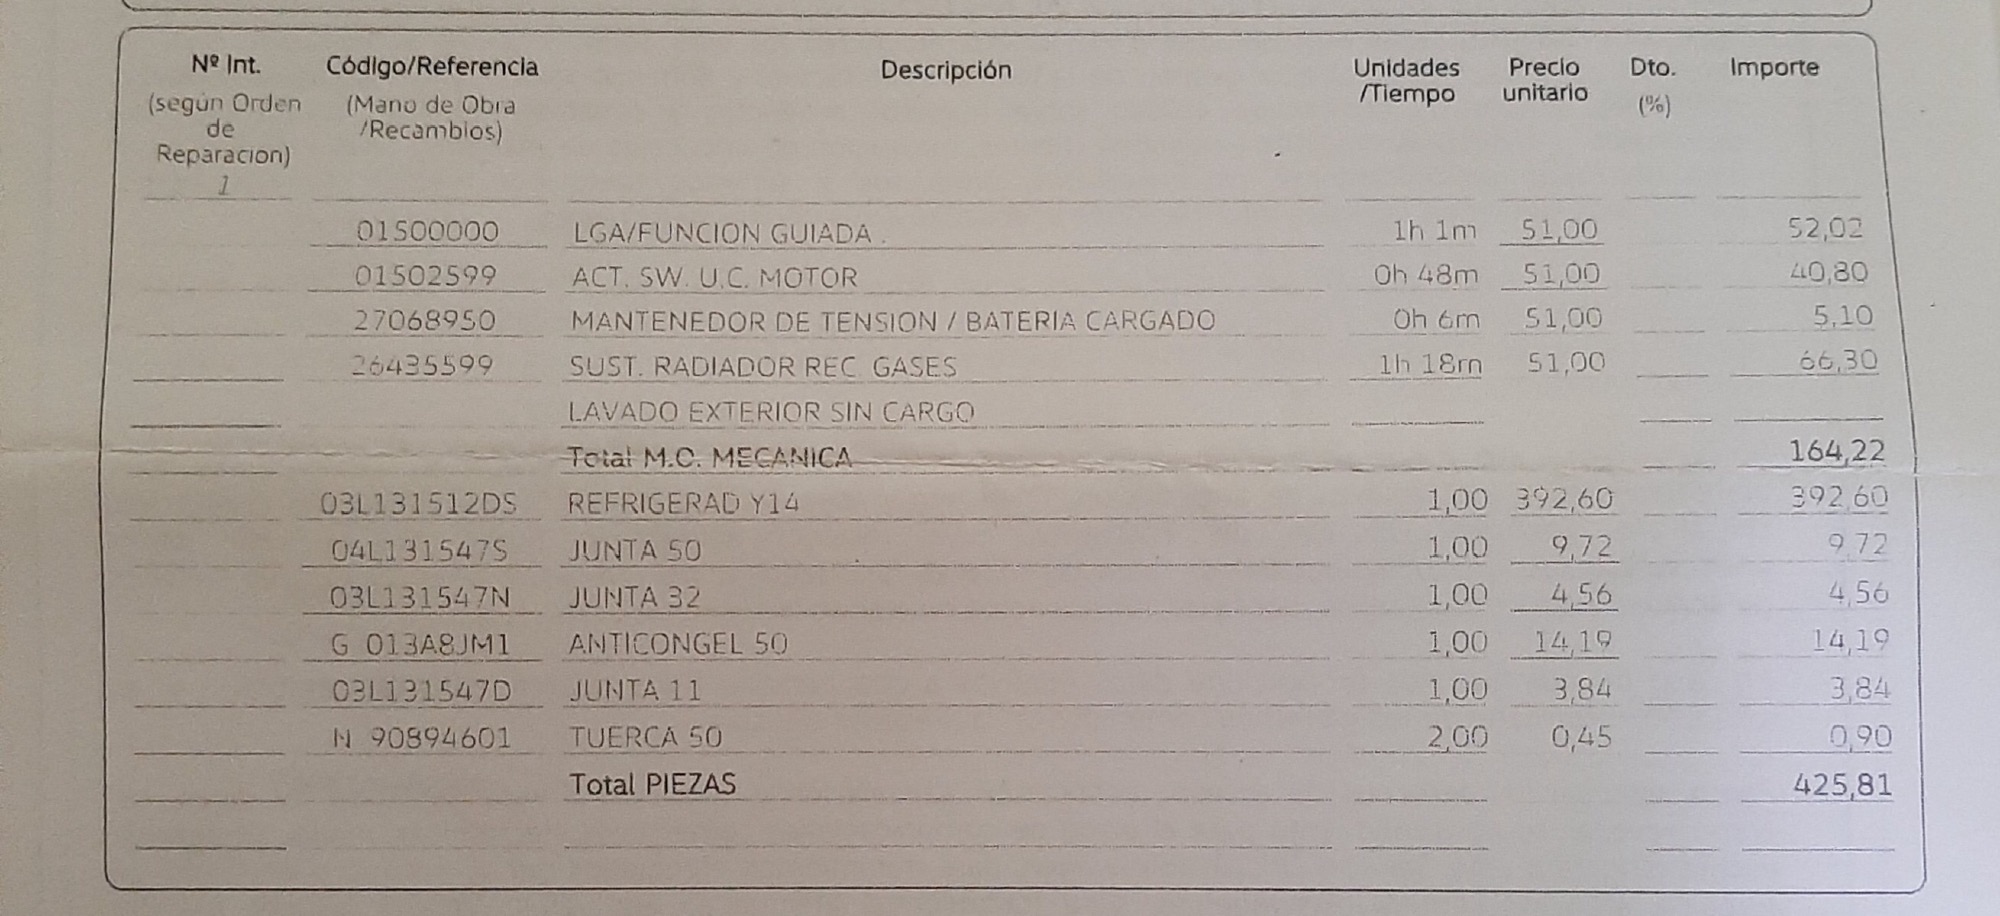 Nº Int. Código/Referencia Descripción Unidades Precio Dto. Importe
(según Orden (Mano de Obra /Tiempo unitario (%)
de /Recambios)
Reparacion)
1
01500000 LGA/FUNCION GUIADA . 1h 1m 51,00 52,02
01502599 ACT. SW. U.C. MOTOR 0h 48m 51,00 40,80
27068950 MANTENEDOR DE TENSION / BATERIA CARGADO 0h 6m 51,00 5,10
26435599 SUST. RADIADOR REC. GASES 1h 18m 51,00 66,30
LAVADO EXTERIOR SIN CARGO
Total M.O. MECANICA 164,22
03L131512DS REFRIGERAD Y14 1,00 392,60 392,60
04L131547S JUNTA 50 1,00 9,72 9,72
03L131547N JUNTA 32 1,00 4,56 4,56
G 013A8JM1 ANTICONGEL 50 1,00 14,19 14,19
03L131547D JUNTA 11 1,00 3,84 3,84
N 90894601 TUERCA 50 2,00 0,45 0,90
Total PIEZAS 425,81